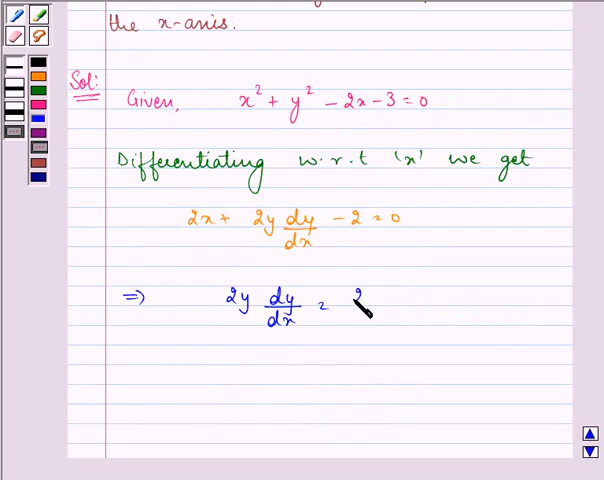 the x-axis.
Sol:
Given, x² + y² - 2x - 3 = 0
Differentiating w.r.t 'x' we get
2x + 2y dy/dx - 2 = 0
⇒ 2y dy/dx = 2